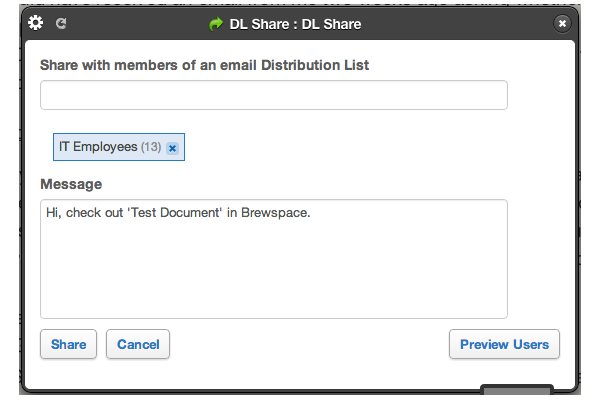 DL Share : DL Share
Share with members of an email Distribution List
IT Employees (13)
Message
Hi, check out 'Test Document' in Brewspace.
Share Cancel Preview Users